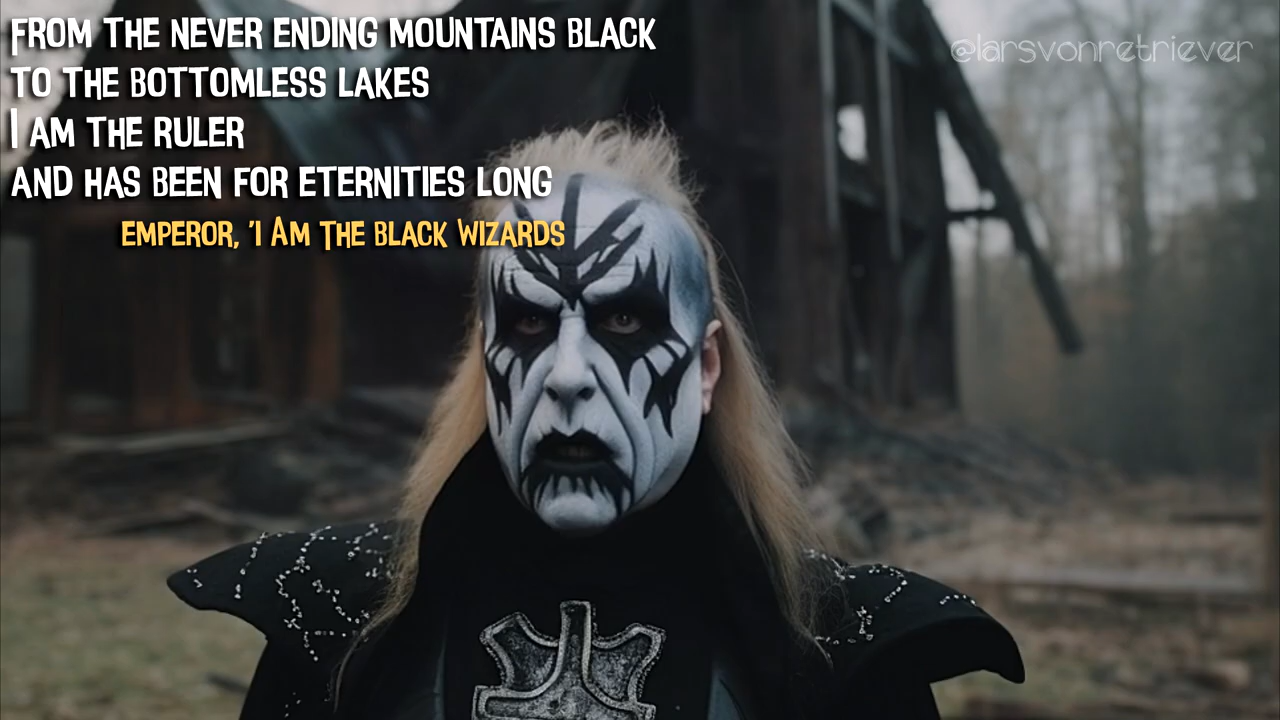 FROM THE NEVER ENDING MOUNTAINS BLACK
TO THE BOTTOMLESS LAKES
I AM THE RULER
AND HAS BEEN FOR ETERNITIES LONG
EMPEROR, 'I AM THE BLACK WIZARDS
@larsvonretriever